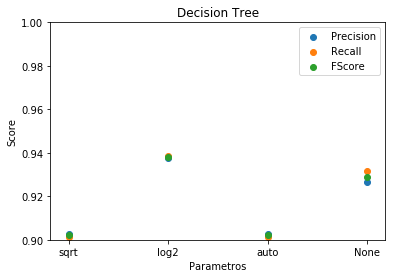 Decision Tree
1.00
0.98
0.96
0.94
0.92
0.90
Score
Precision
Recall
FScore
sqrt log2 auto None
Parametros